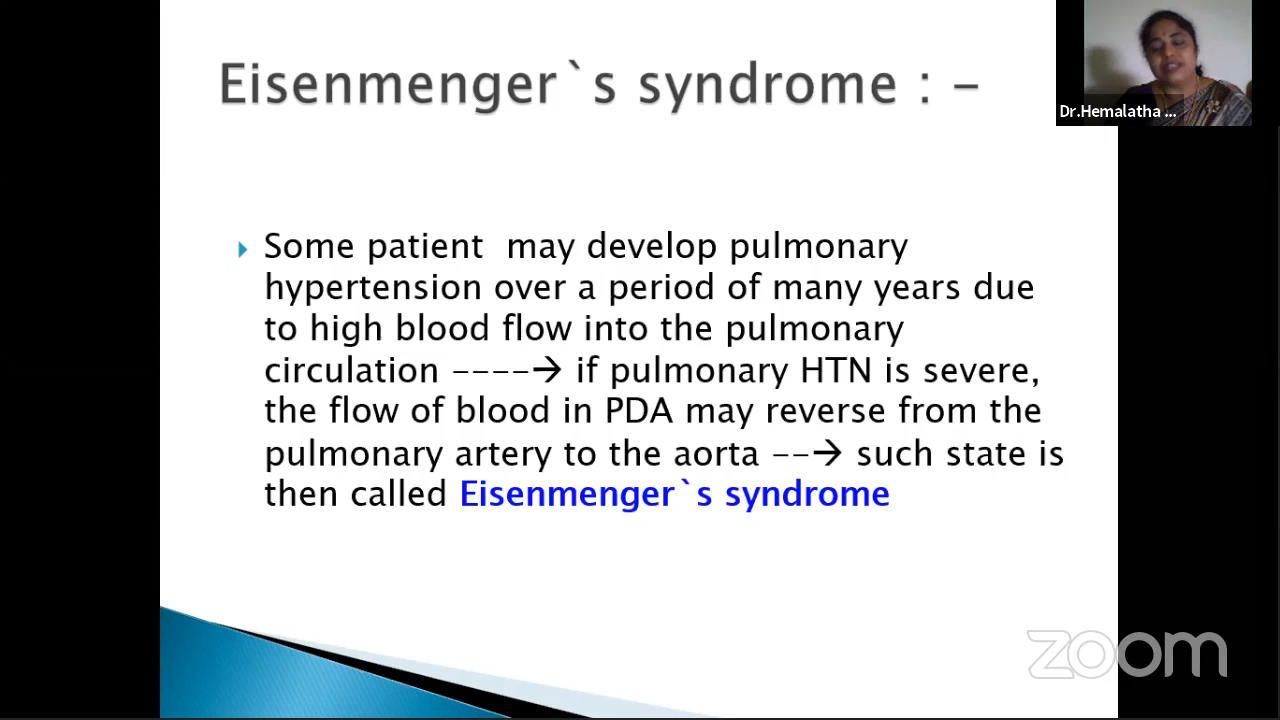 Eisenmenger`s syndrome : -
Dr.Hemalatha ...
Some patient may develop pulmonary
hypertension over a period of many years due
to high blood flow into the pulmonary
circulation ----→ if pulmonary HTN is severe,
the flow of blood in PDA may reverse from the
pulmonary artery to the aorta --→ such state is
then called Eisenmenger`s syndrome
zoom